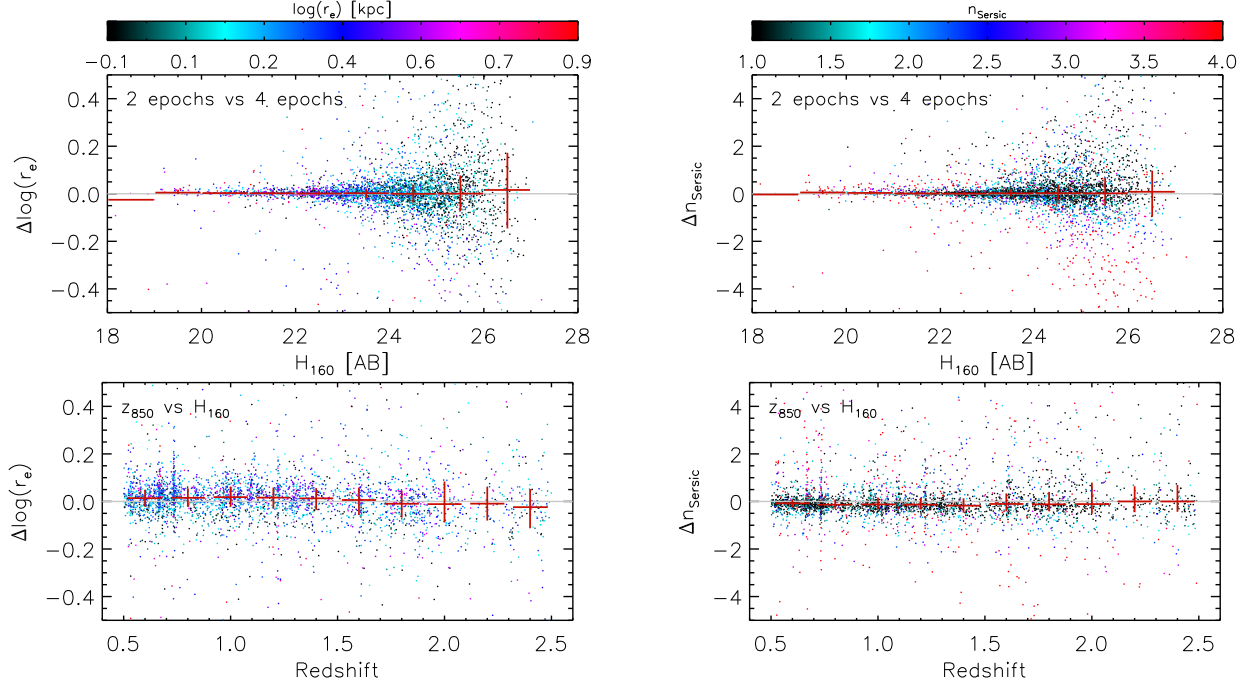 log(r_e) [kpc]
n_Sersic
−0.1 0.1 0.2 0.3 0.4 0.6 0.7 0.8 0.9
1.0 1.5 2.0 2.5 3.0 3.5 4.0
2 epochs vs 4 epochs
2 epochs vs 4 epochs
Δlog(r_e)
0.4
0.2
0.0
−0.2
−0.4
Δn_Sersic
4
2
0
−2
−4
18 20 22 24 26 28
18 20 22 24 26 28
H_160 [AB]
H_160 [AB]
z_850 vs H_160
z_850 vs H_160
Δlog(r_e)
0.4
0.2
0.0
−0.2
−0.4
Δn_Sersic
4
2
0
−2
−4
0.5 1.0 1.5 2.0 2.5
0.5 1.0 1.5 2.0 2.5
Redshift
Redshift